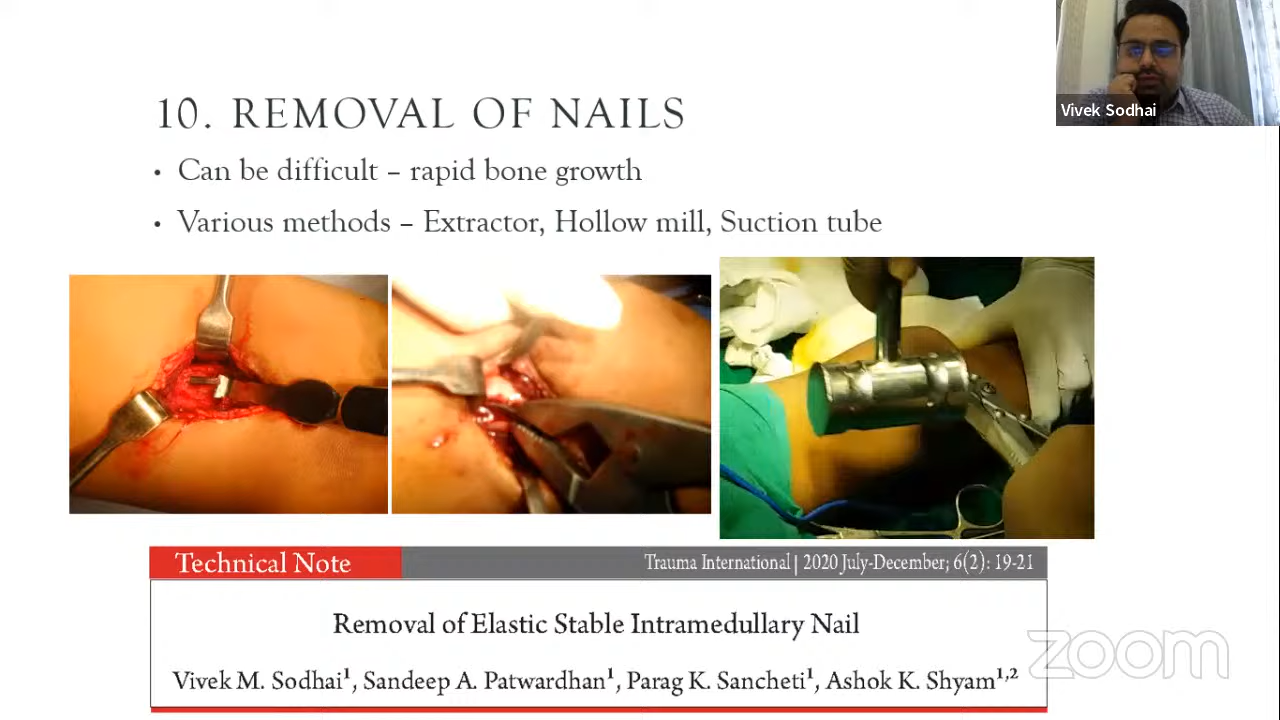 Vivek Sodhai
10. REMOVAL OF NAILS
• Can be difficult – rapid bone growth
• Various methods – Extractor, Hollow mill, Suction tube
Technical Note
Trauma International | 2020 July-December; 6(2): 19-21
Removal of Elastic Stable Intramedullary Nail
Vivek M. Sodhai¹, Sandeep A. Patwardhan¹, Parag K. Sancheti¹, Ashok K. Shyam¹,²
zoom